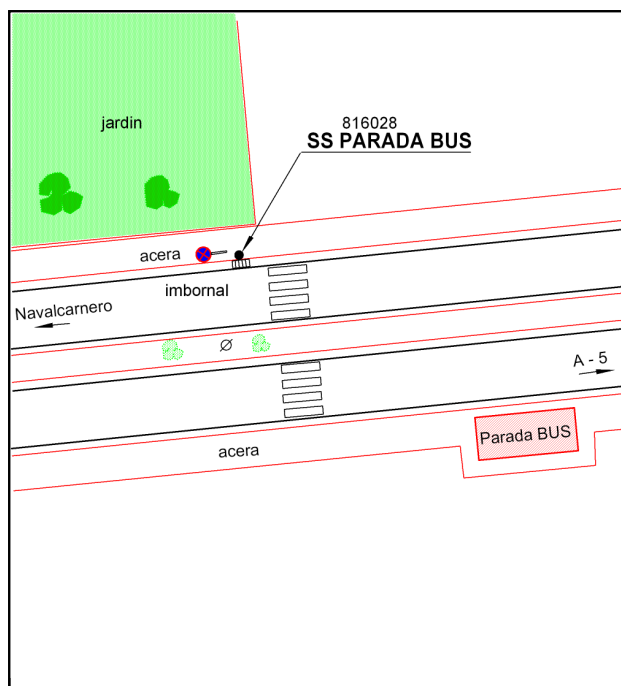 816028
jardin
SS PARADA BUS
acera
imbornal
Navalcarnero
A - 5
Parada BUS
acera